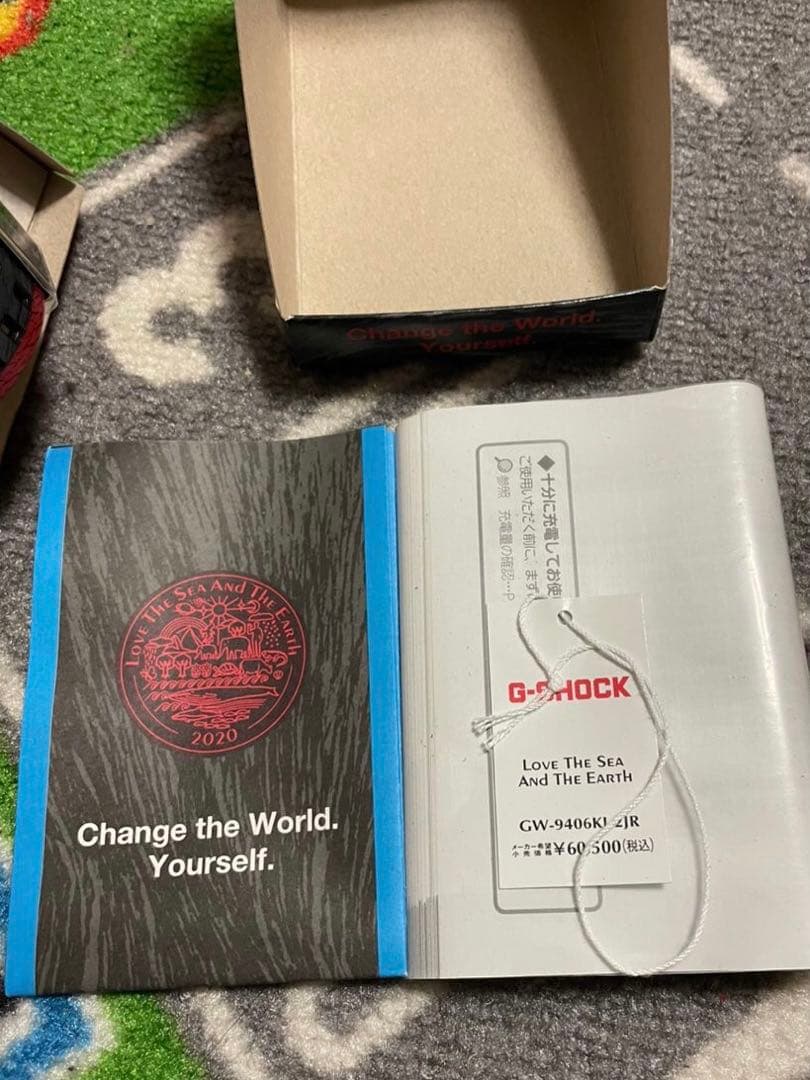 Change the World.
Yourself.
LOVE THE SEA AND THE EARTH
2020
Change the World.
Yourself.
◆十分に充電してお使
ご使用いただく前に、まず
参照 充電量の確認…P
G-SHOCK
LOVE THE SEA
AND THE EARTH
GW-9406KJ-2JR
メーカー希望
小売価格 ¥60,500(税込)